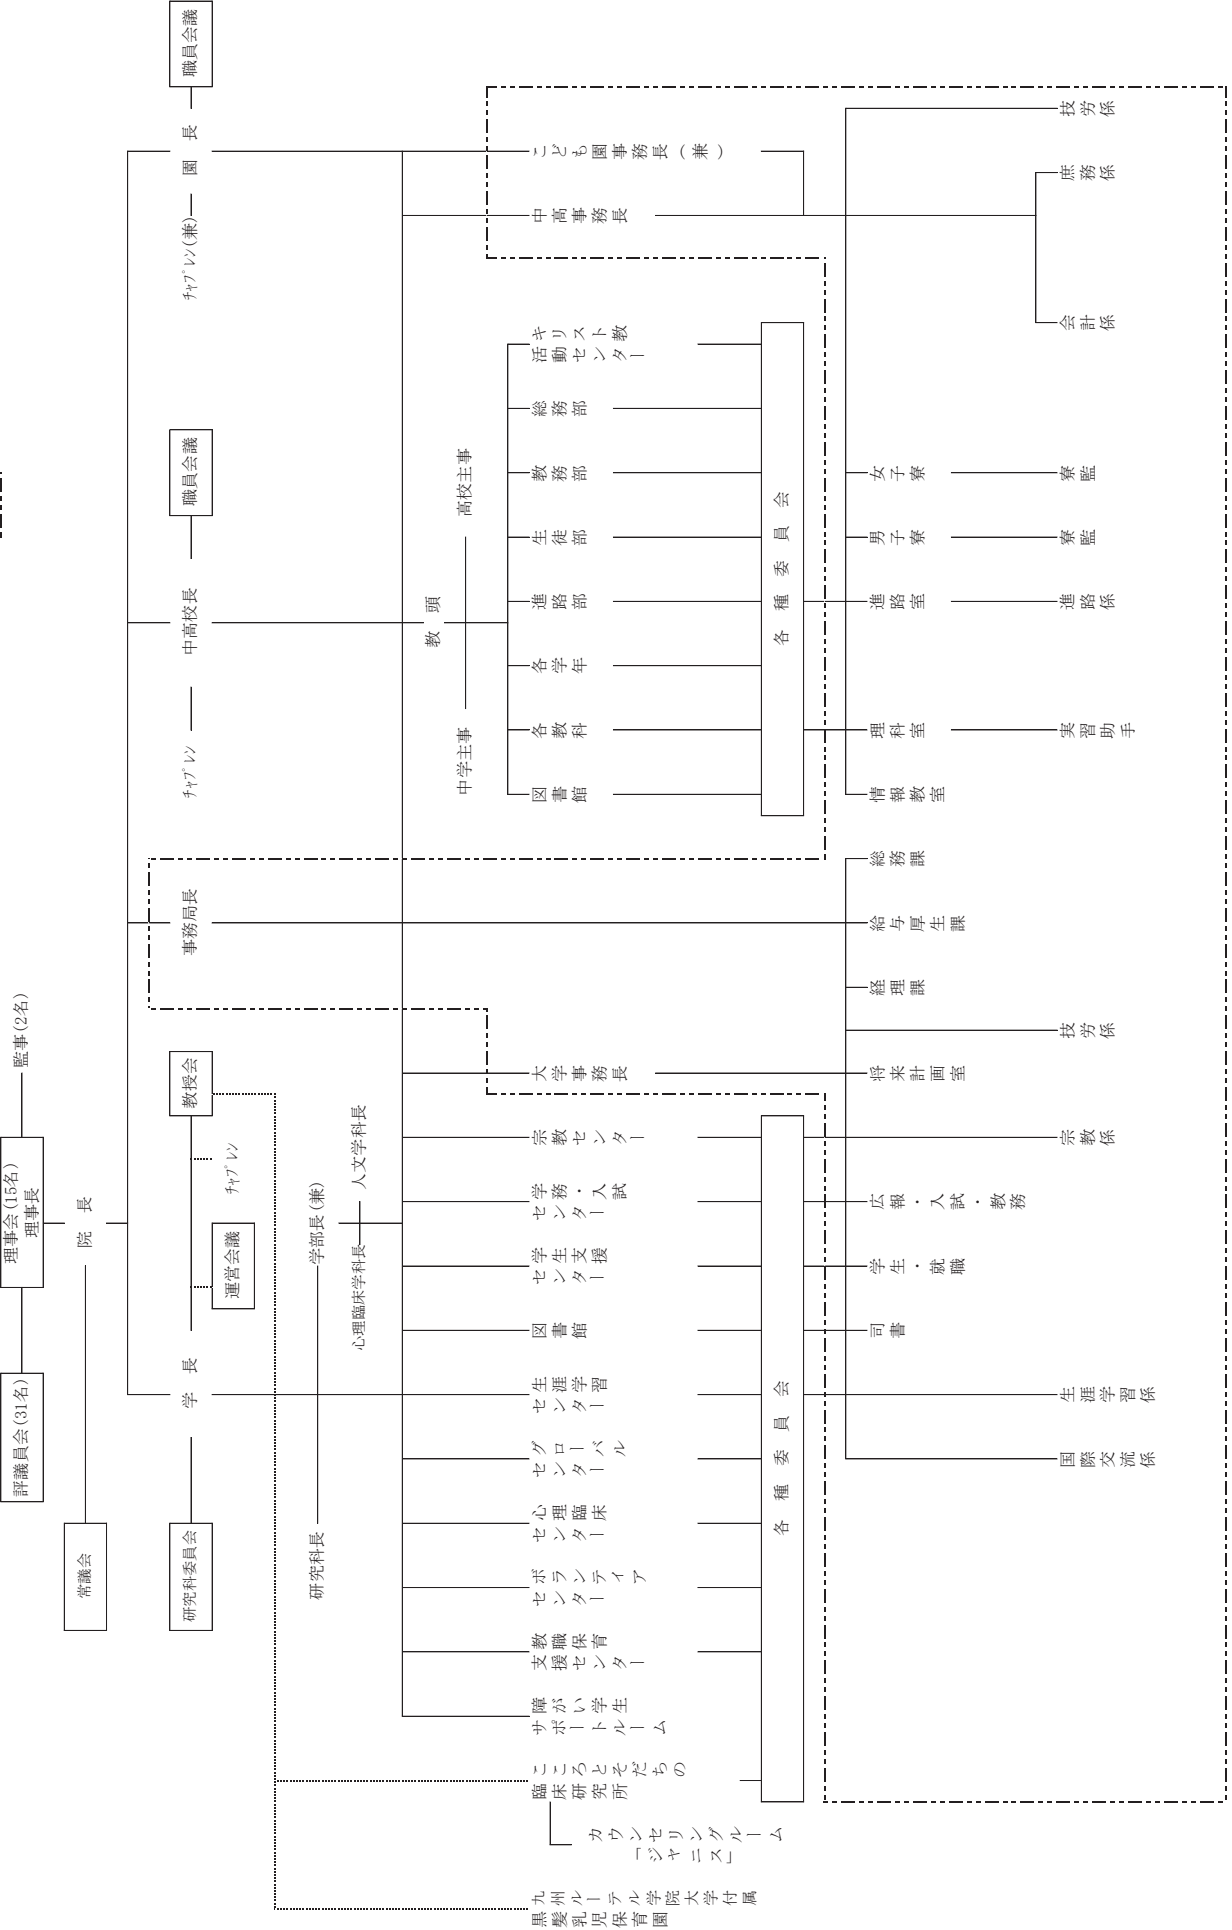 評議員会(31名)
理事会(15名)
理事長
監事(2名)
常議会
院長
研究科委員会
学長
教授会
運営会議
チャプレン
事務局長
チャプレン
中高校長
職員会議
チャプレン(兼)
園長
職員会議
研究科長
学部長(兼)
心理臨床学科長
人文学科長
教頭
中学主事
高校主事
九州ルーテル学院大学付属
黒髪乳児保育園
こころとそだちの
臨床研究所
カウンセリングルーム
「ジャニス」
障がい学生
サポートルーム
教職保育
支援センター
ボランティア
センター
心理臨床
センター
グローバル
センター
生涯学習
センター
図書館
学生支援
センター
学務・入試
センター
宗教センター
大学事務長
図書館
各教科
各学年
進路部
生徒部
教務部
総務部
キリスト教
活動センター
中高事務長
こども園事務長(兼)
各種委員会
各種委員会
司書
学生・就職
広報・入試・教務
将来計画室
経理課
給与厚生課
総務課
情報教室
理科室
進路室
男子寮
女子寮
国際交流係
生涯学習係
宗教係
技労係
実習助手
進路係
寮監
寮監
会計係
庶務係
技労係